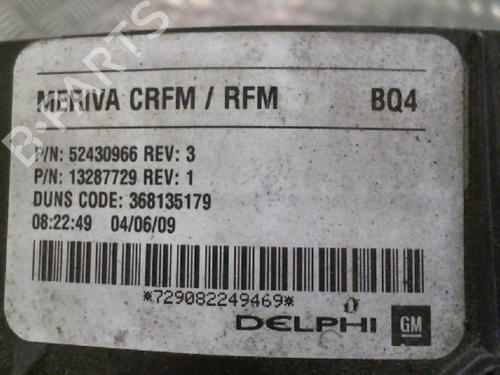 MERIVA CRFM / RFM BQ4
P/N: 52430966 REV: 3
P/N: 13287729 REV: 1
DUNS CODE: 368135179
08:22:49 04/06/09
*729082249469*
DELPHI GM
B-PARTS